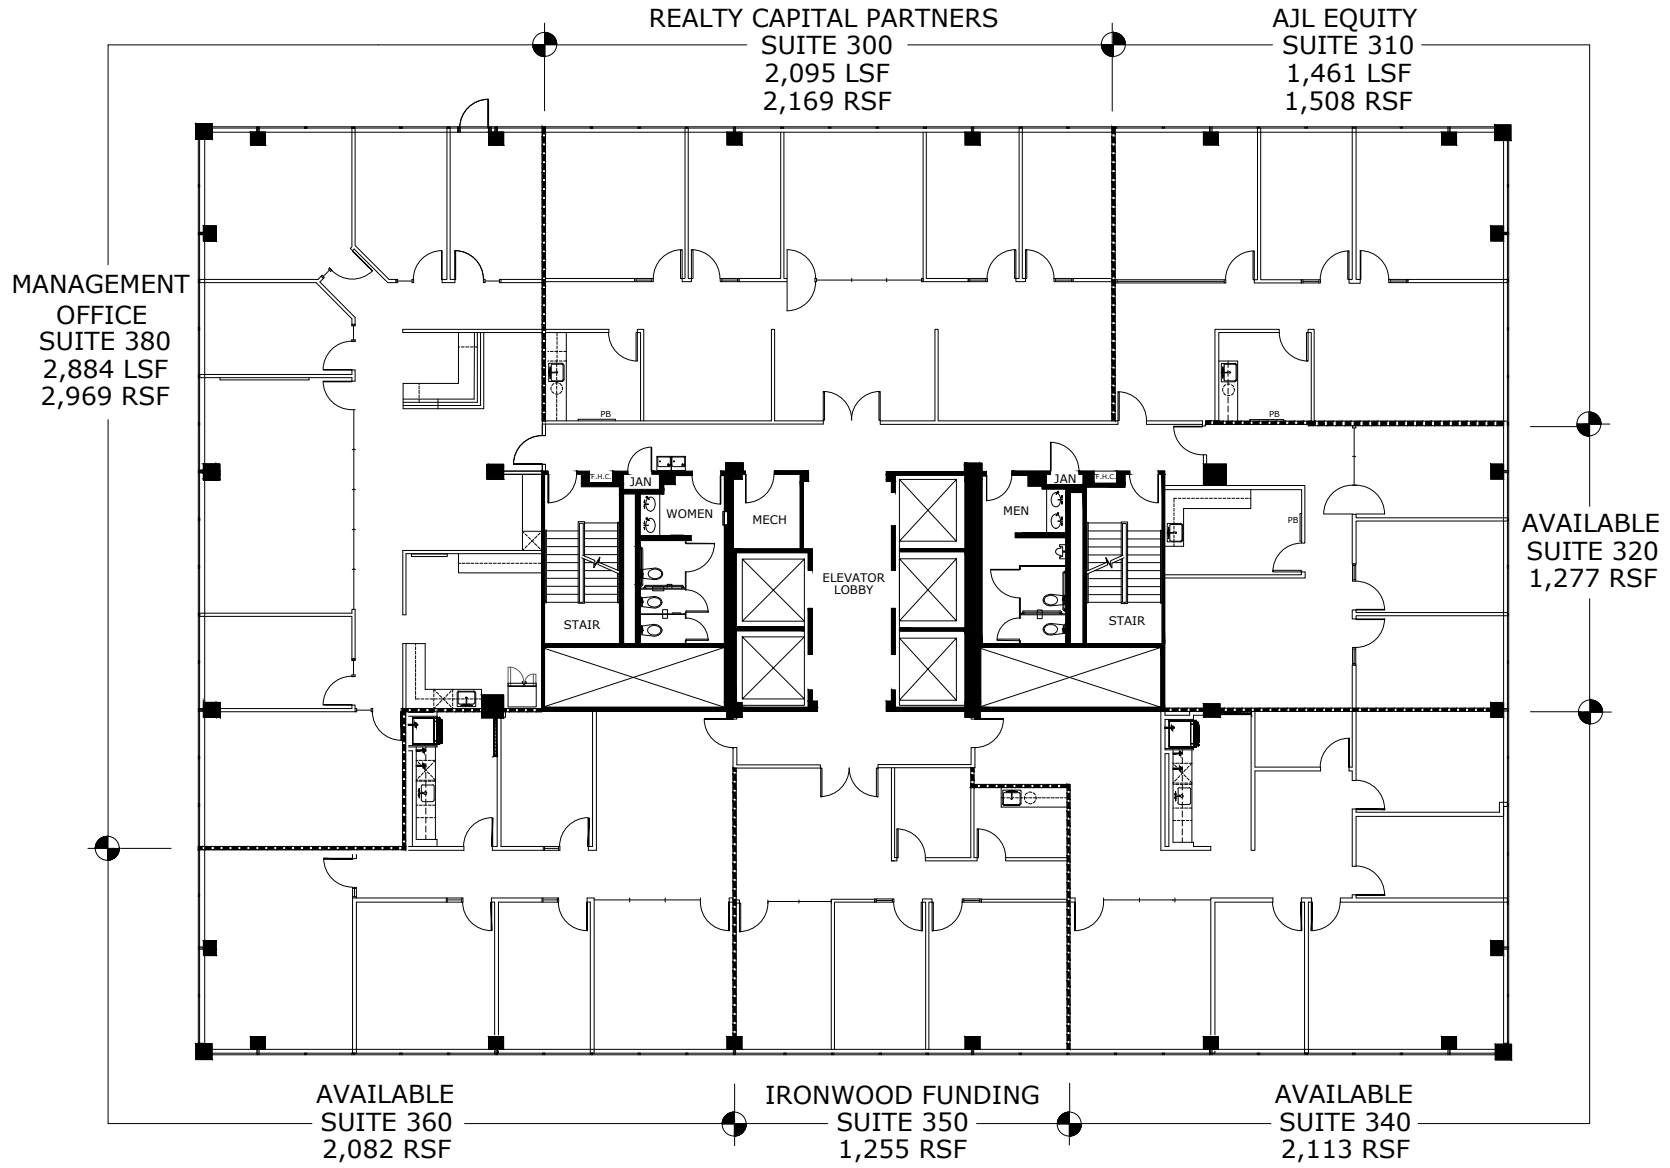 REALTY CAPITAL PARTNERS
SUITE 300
2,095 LSF
2,169 RSF
AJL EQUITY
SUITE 310
1,461 LSF
1,508 RSF
MANAGEMENT
OFFICE
SUITE 380
2,884 LSF
2,969 RSF
PB
PB
F.H.C.
JAN
WOMEN
MECH
MEN
JAN
F.H.C.
PB
ELEVATOR
LOBBY
STAIR
STAIR
AVAILABLE
SUITE 320
1,277 RSF
AVAILABLE
SUITE 360
2,082 RSF
IRONWOOD FUNDING
SUITE 350
1,255 RSF
AVAILABLE
SUITE 340
2,113 RSF